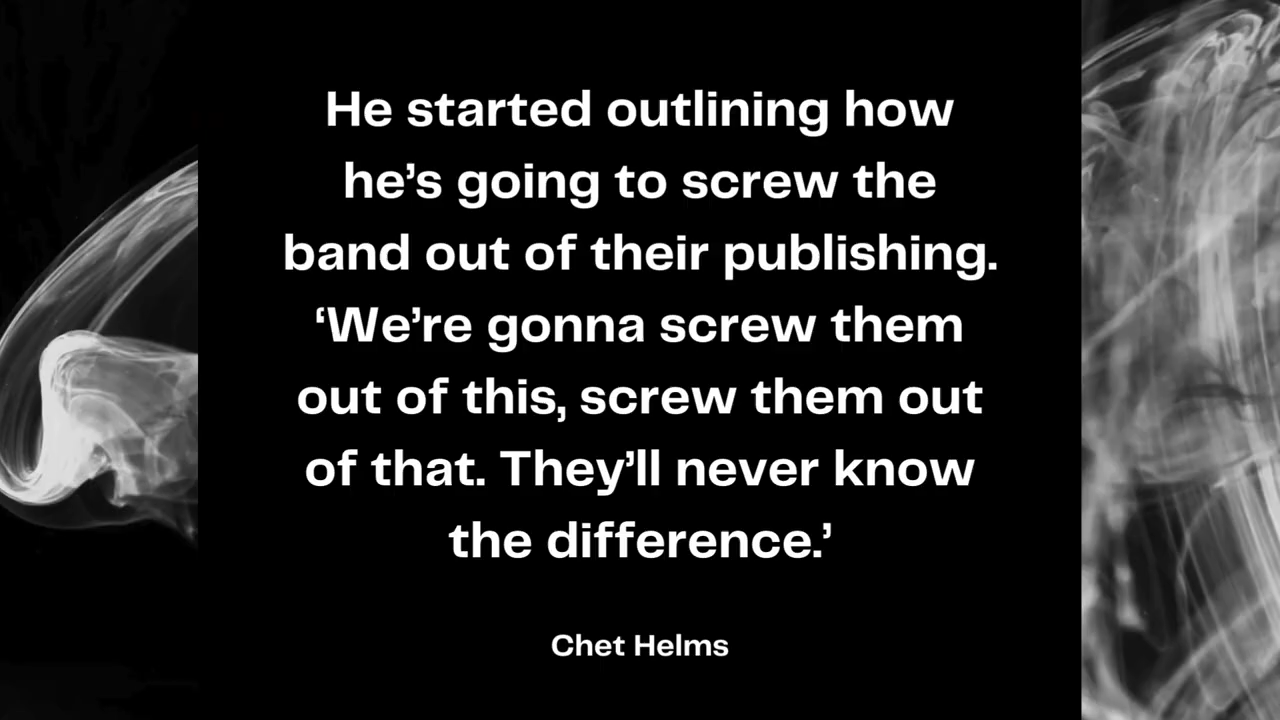 He started outlining how
he’s going to screw the
band out of their publishing.
‘We’re gonna screw them
out of this, screw them out
of that. They’ll never know
the difference.’
Chet Helms